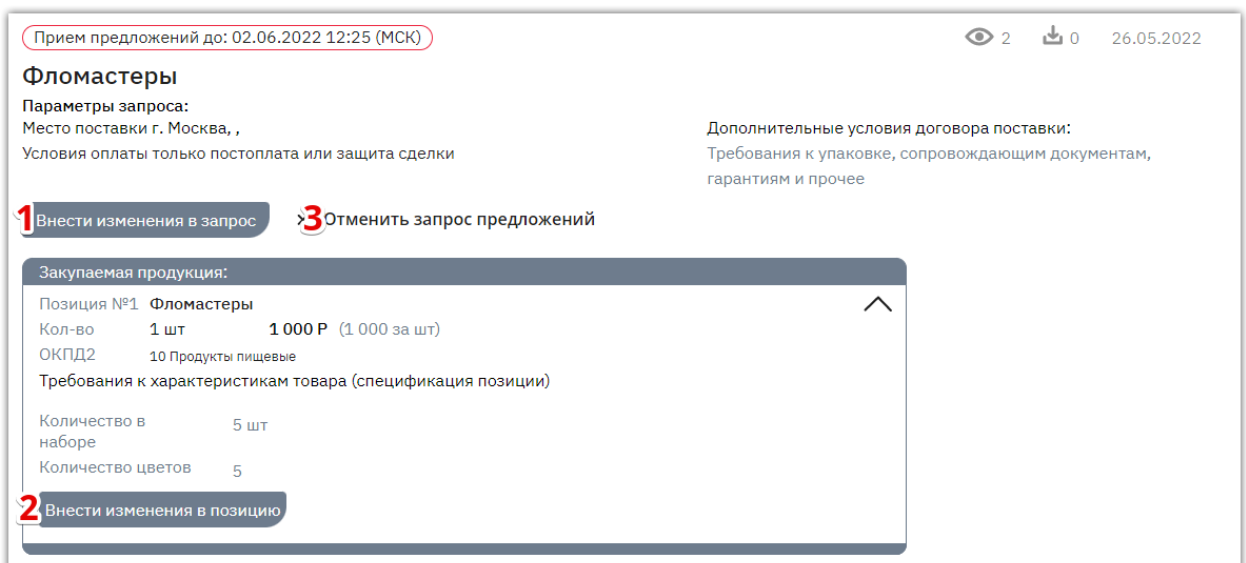 Прием предложений до: 02.06.2022 12:25 (МСК) 2 0 26.05.2022
Фломастеры
Параметры запроса:
Место поставки г. Москва, ,
Условия оплаты только постоплата или защита сделки
Дополнительные условия договора поставки:
Требования к упаковке, сопровождающим документам,
гарантиям и прочее
1 Внести изменения в запрос
3 Отменить запрос предложений
Закупаемая продукция:
Позиция №1 Фломастеры
Кол-во 1 шт 1 000 Р (1 000 за шт)
ОКПД2 10 Продукты пищевые
Требования к характеристикам товара (спецификация позиции)
Количество в
наборе
5 шт
Количество цветов 5
2 Внести изменения в позицию